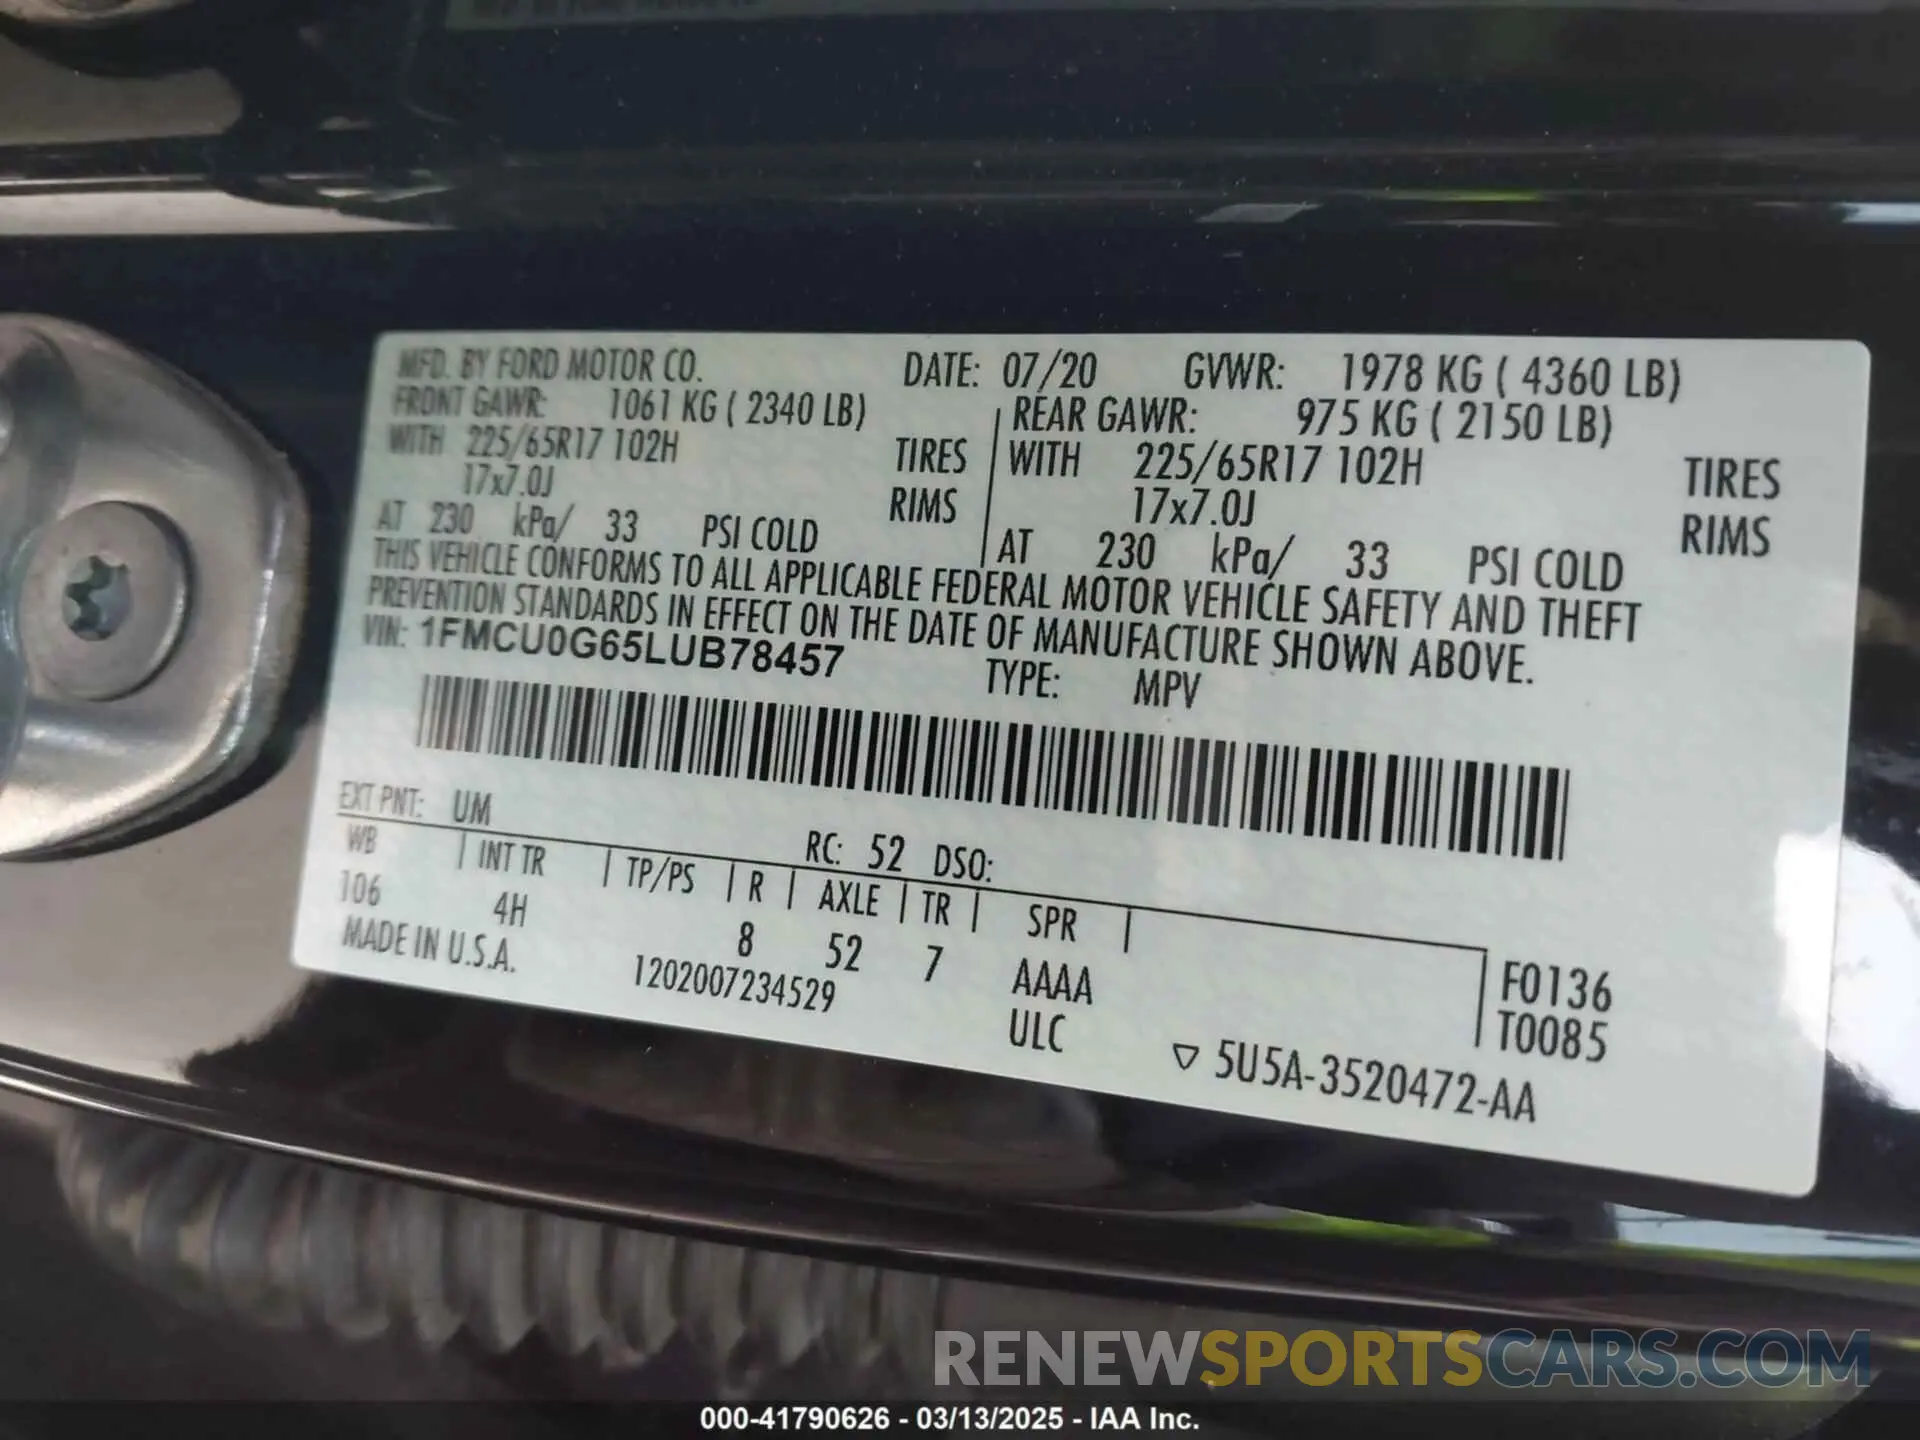 MFD. BY FORD MOTOR CO. DATE: 07/20 GVWR: 1978 KG ( 4360 LB)
FRONT GAWR: 1061 KG ( 2340 LB) REAR GAWR: 975 KG ( 2150 LB)
WITH 225/65R17 102H TIRES WITH 225/65R17 102H TIRES
17x7.0J RIMS 17x7.0J RIMS
AT 230 kPa/ 33 PSI COLD AT 230 kPa/ 33 PSI COLD
THIS VEHICLE CONFORMS TO ALL APPLICABLE FEDERAL MOTOR VEHICLE SAFETY AND THEFT
PREVENTION STANDARDS IN EFFECT ON THE DATE OF MANUFACTURE SHOWN ABOVE.
VIN: 1FMCU0G65LUB78457 TYPE: MPV
EXT PNT: UM RC: 52 DSO:
WB INT TR TP/PS R AXLE TR SPR
106 4H 8 52 7 AAAA F0136
MADE IN U.S.A. 1202007234529 ULC T0085
▽ 5U5A-3520472-AA
RENEWSPORTSCARS.COM
000-41790626 - 03/13/2025 - IAA Inc.